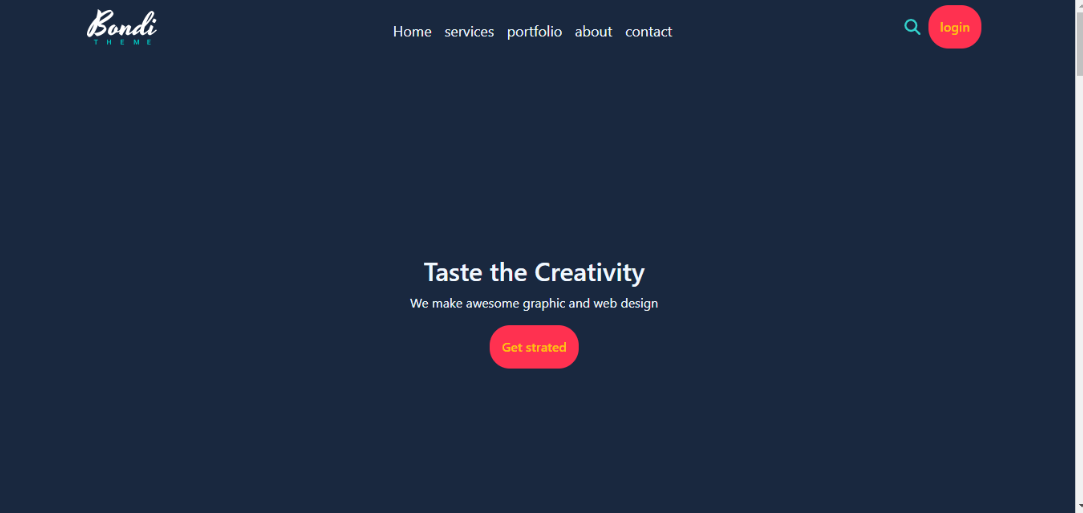 Bondi
THEME
Home services portfolio about contact
login
Taste the Creativity
We make awesome graphic and web design
Get strated